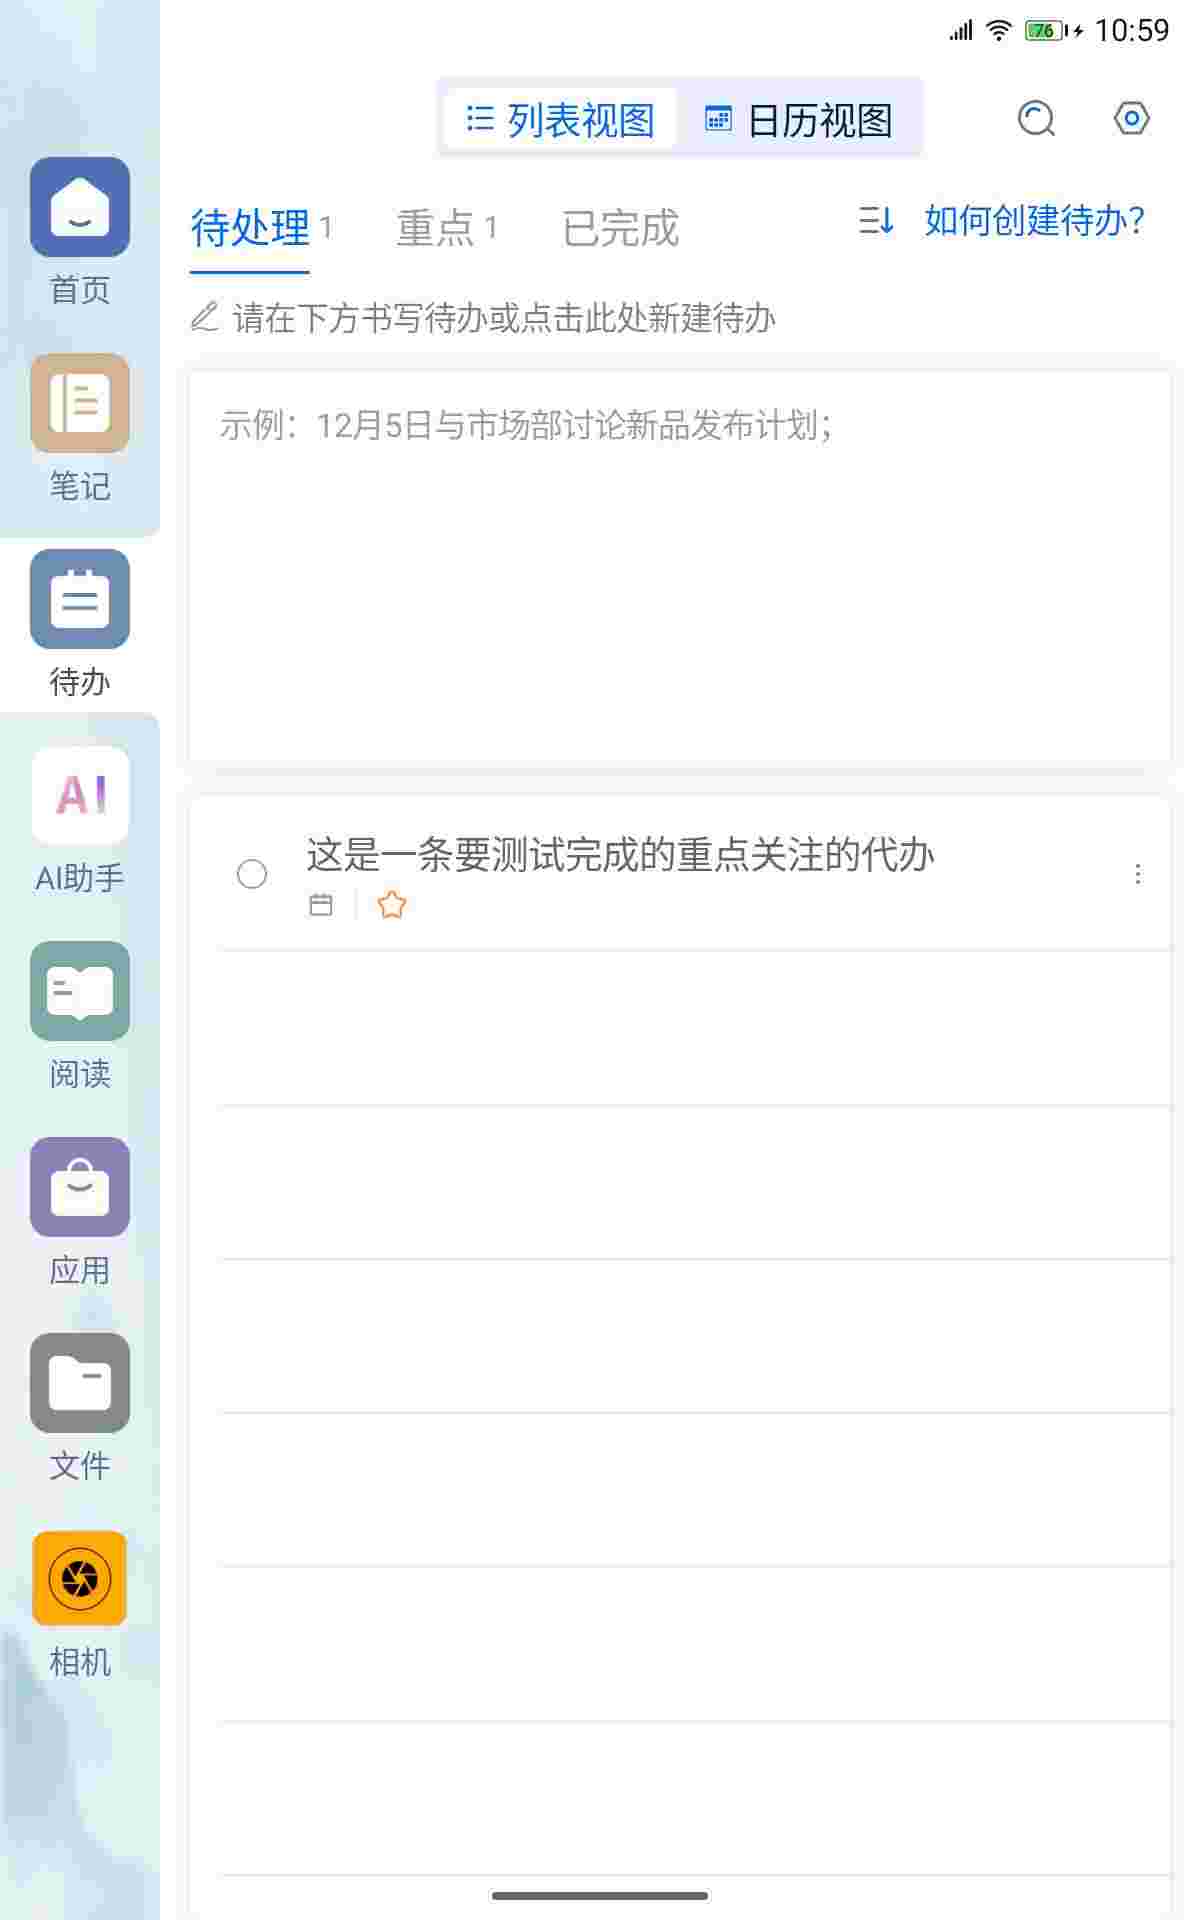 76 10:59
列表视图 日历视图
待处理 1 重点 1 已完成 如何创建待办?
请在下方书写待办或点击此处新建待办
示例：12月5日与市场部讨论新品发布计划;
这是一条要测试完成的重点关注的代办
首页
笔记
待办
AI
AI助手
阅读
应用
文件
相机